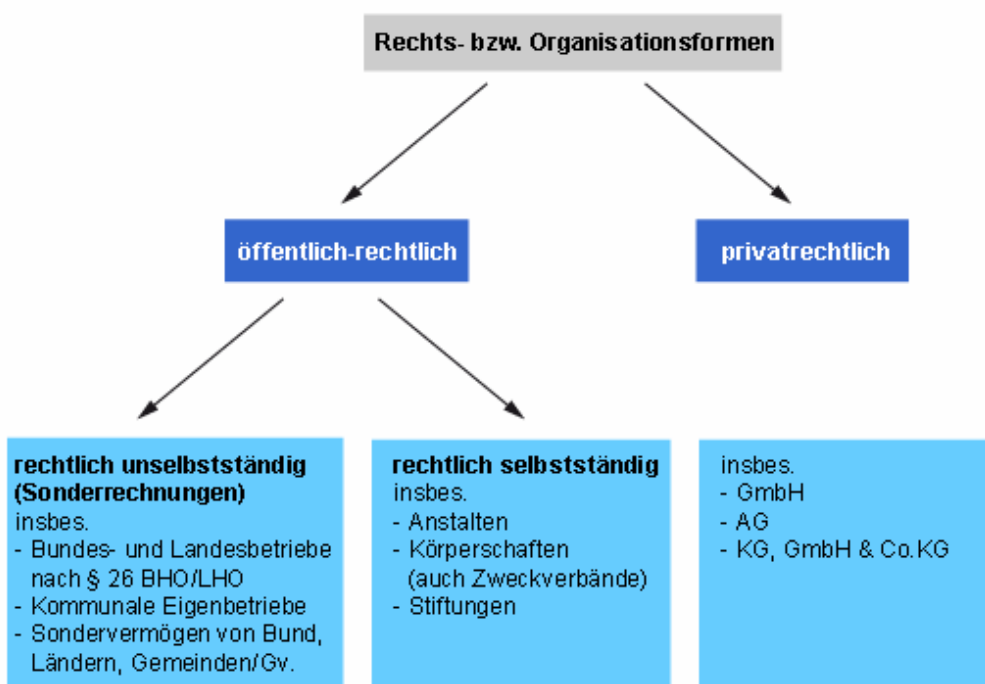 Rechts- bzw. Organisationsformen
öffentlich-rechtlich
privatrechtlich
rechtlich unselbstständig
(Sonderrechnungen)
insbes.
- Bundes- und Landesbetriebe
nach § 26 BHO/LHO
- Kommunale Eigenbetriebe
- Sondervermögen von Bund,
Ländern, Gemeinden/Gv.
rechtlich selbstständig
insbes.
- Anstalten
- Körperschaften
(auch Zweckverbände)
- Stiftungen
insbes.
- GmbH
- AG
- KG, GmbH & Co.KG